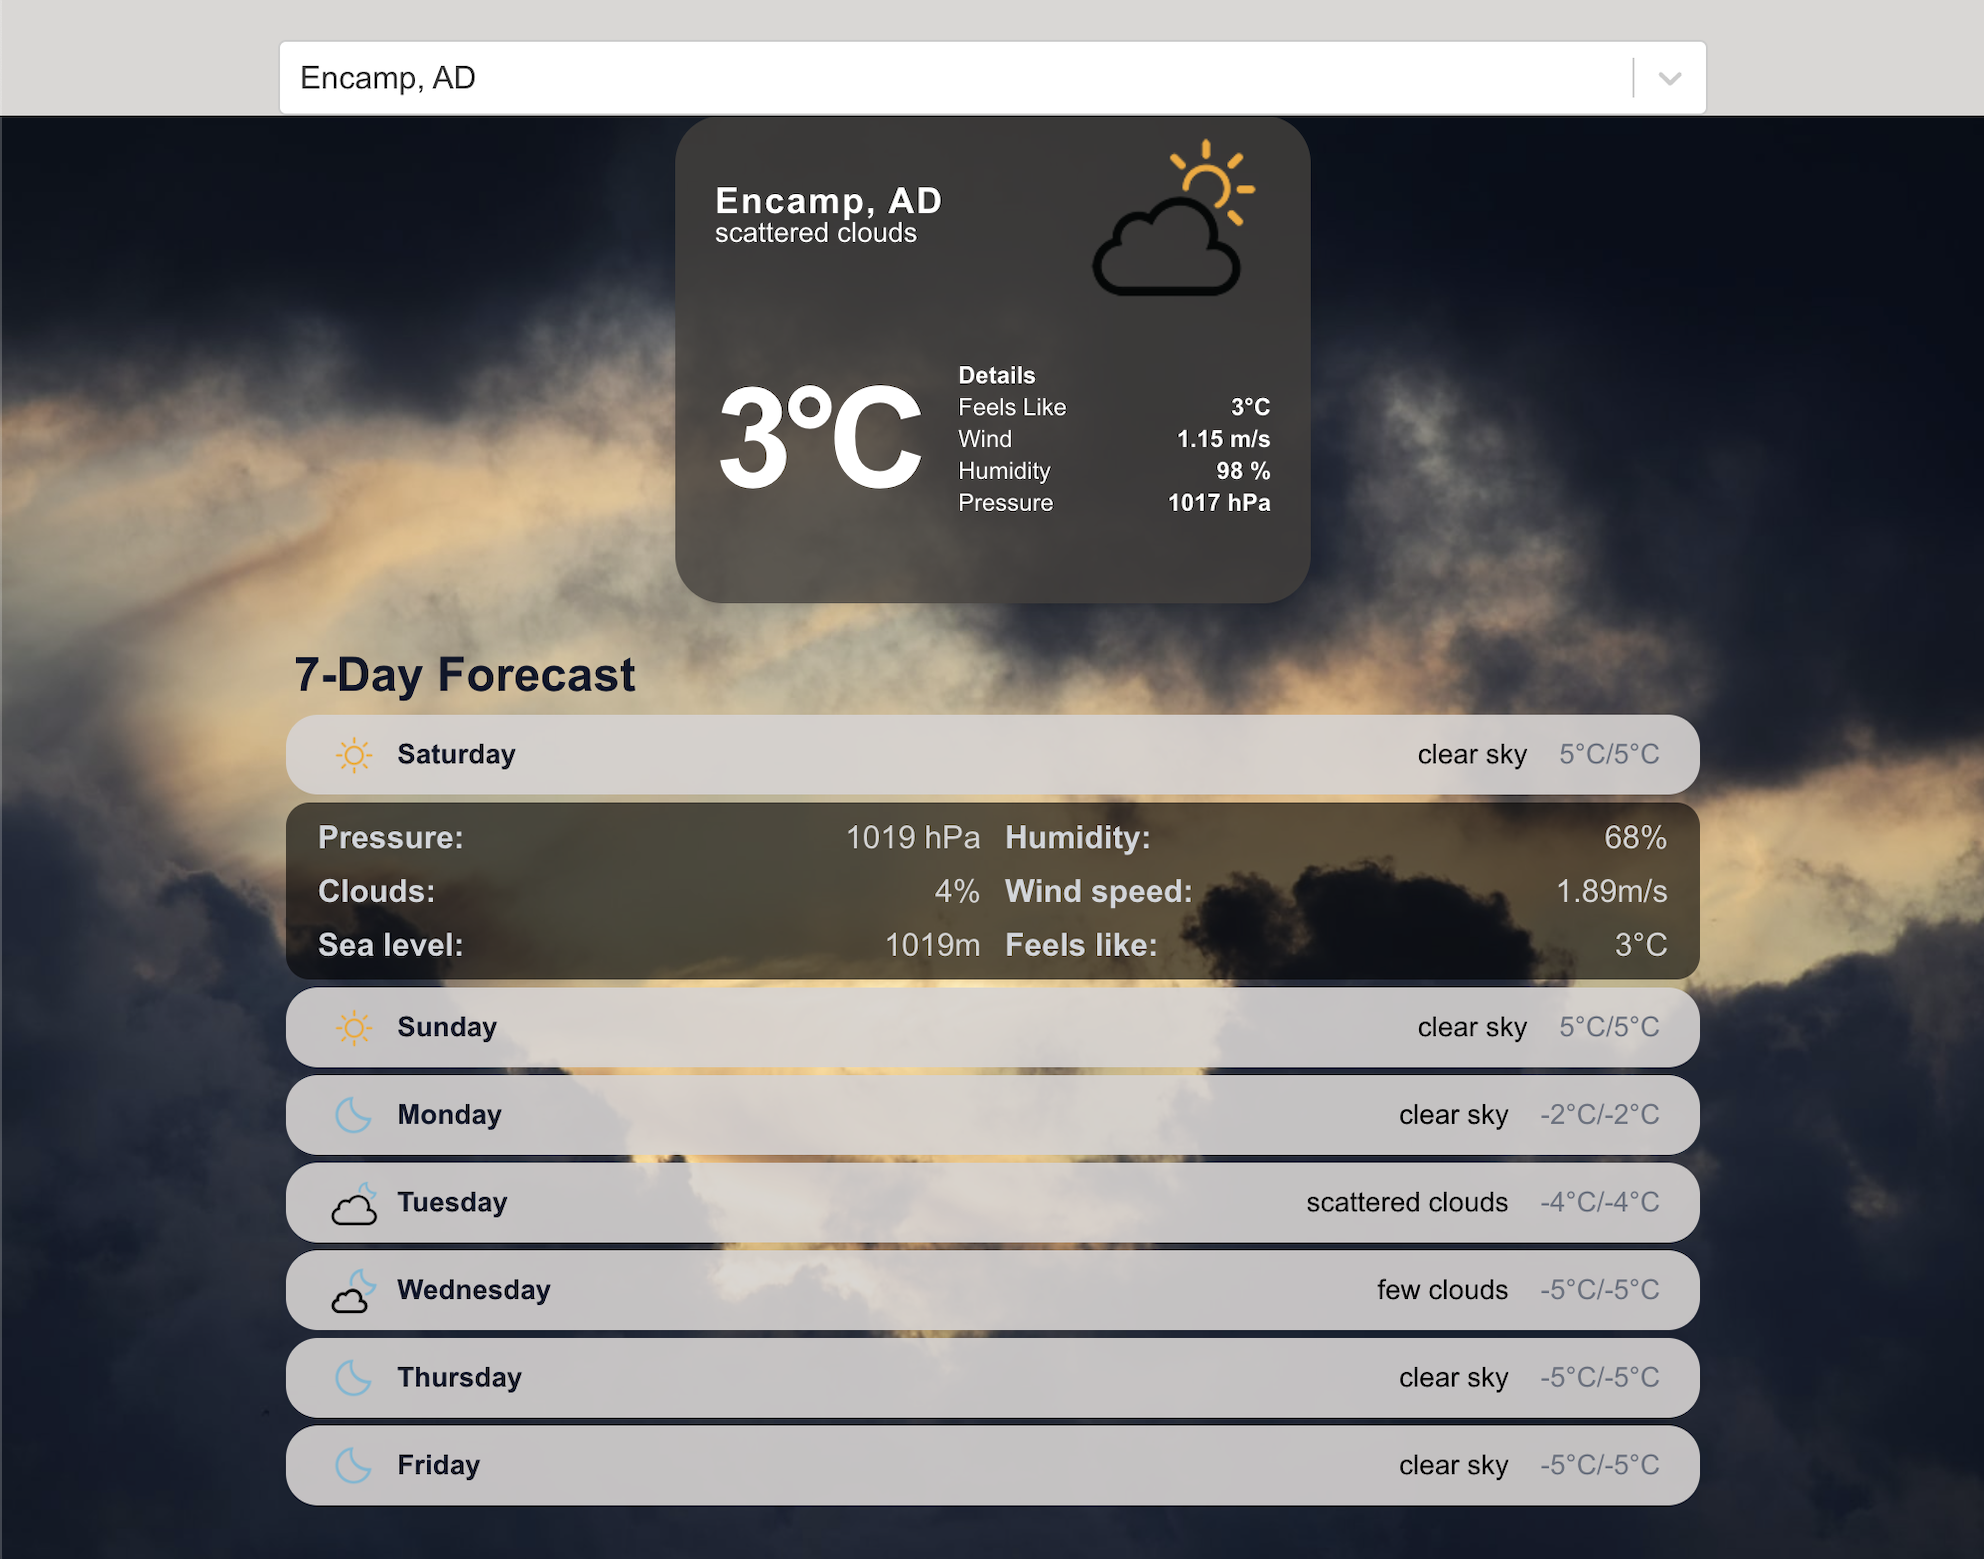 Encamp, AD
Encamp, AD
scattered clouds
3°C
Details
Feels Like 3°C
Wind 1.15 m/s
Humidity 98 %
Pressure 1017 hPa
7-Day Forecast
Saturday clear sky 5°C/5°C
Pressure: 1019 hPa Humidity: 68%
Clouds: 4% Wind speed: 1.89m/s
Sea level: 1019m Feels like: 3°C
Sunday clear sky 5°C/5°C
Monday clear sky -2°C/-2°C
Tuesday scattered clouds -4°C/-4°C
Wednesday few clouds -5°C/-5°C
Thursday clear sky -5°C/-5°C
Friday clear sky -5°C/-5°C